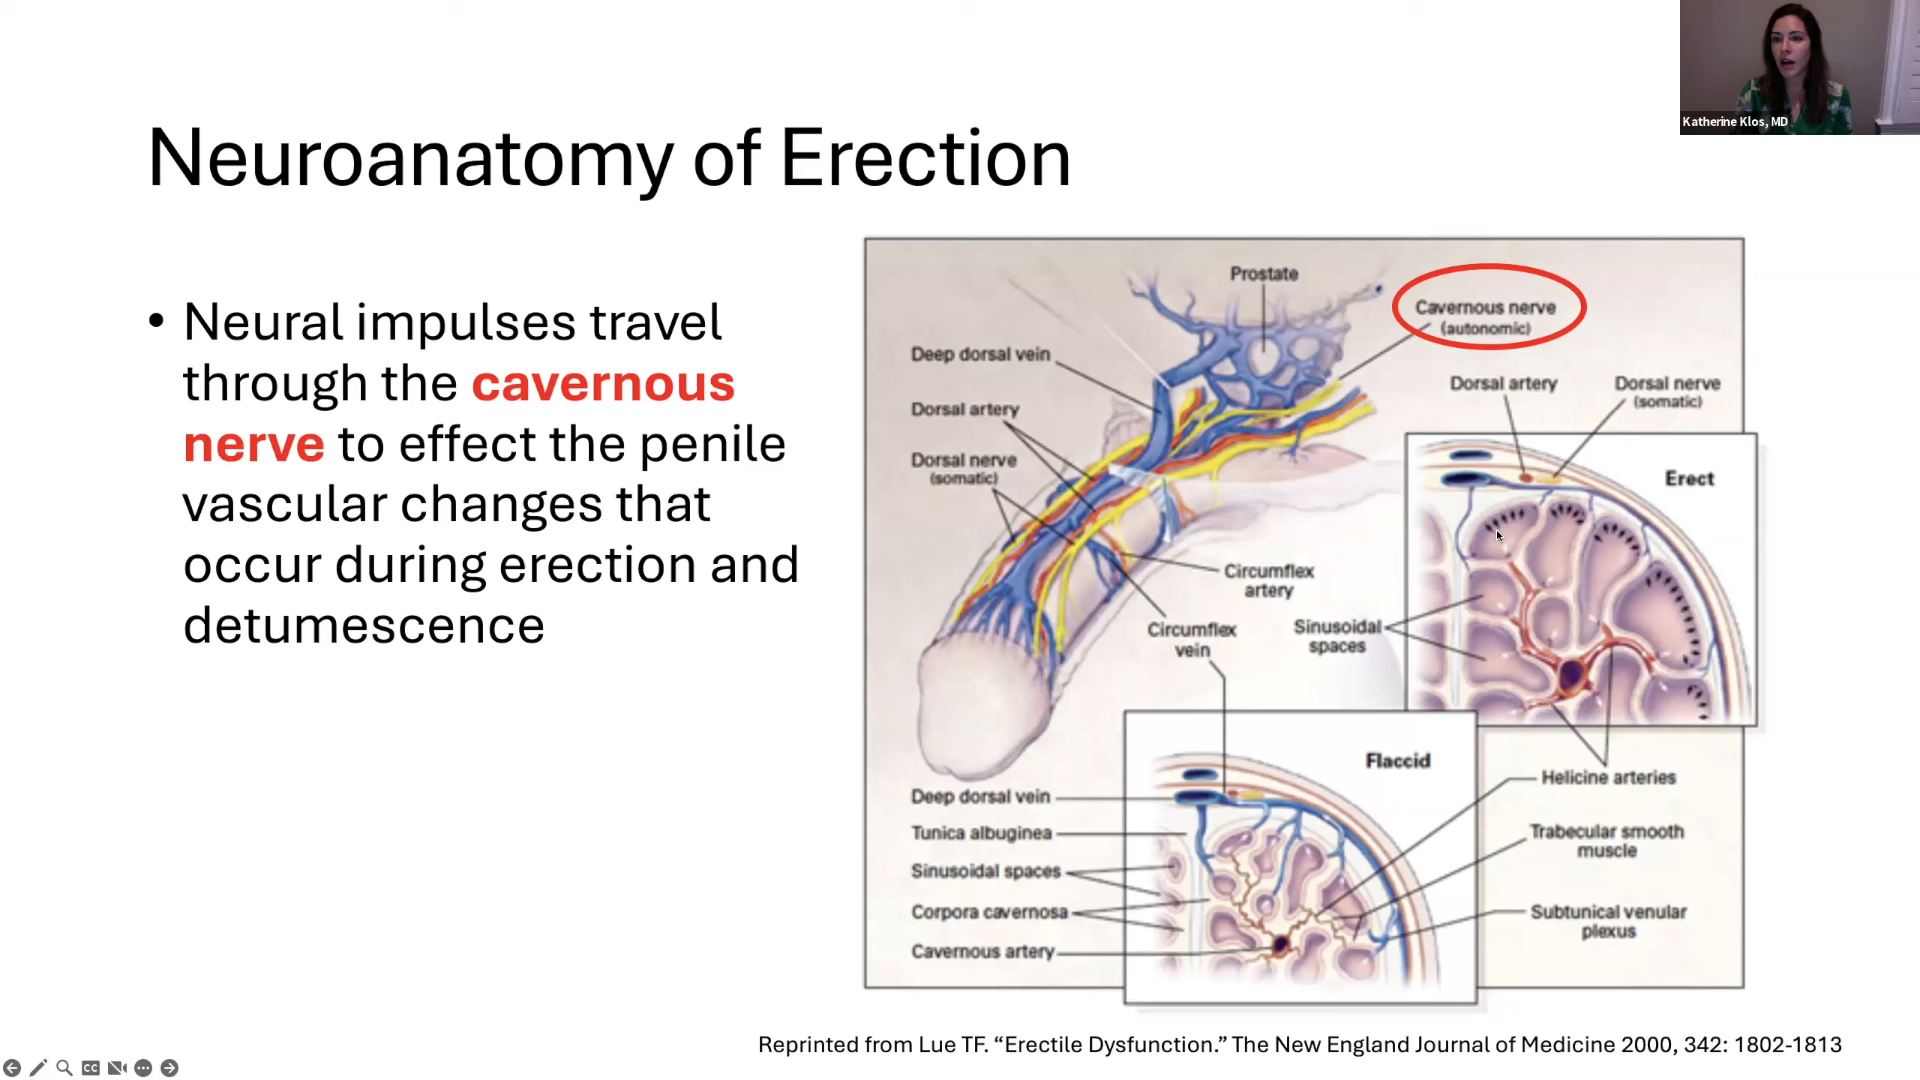 Katherine Klos, MD
Neuroanatomy of Erection
• Neural impulses travel
through the cavernous
nerve to effect the penile
vascular changes that
occur during erection and
detumescence
Prostate
Cavernous nerve
(autonomic)
Deep dorsal vein
Dorsal artery
Dorsal nerve
(somatic)
Dorsal artery
Dorsal nerve
(somatic)
Erect
Circumflex
artery
Circumflex
vein
Sinusoidal
spaces
Flaccid
Helicine arteries
Deep dorsal vein
Tunica albuginea
Sinusoidal spaces
Corpora cavernosa
Cavernous artery
Trabecular smooth
muscle
Subtunical venular
plexus
Reprinted from Lue TF. “Erectile Dysfunction.” The New England Journal of Medicine 2000, 342: 1802-1813
CC